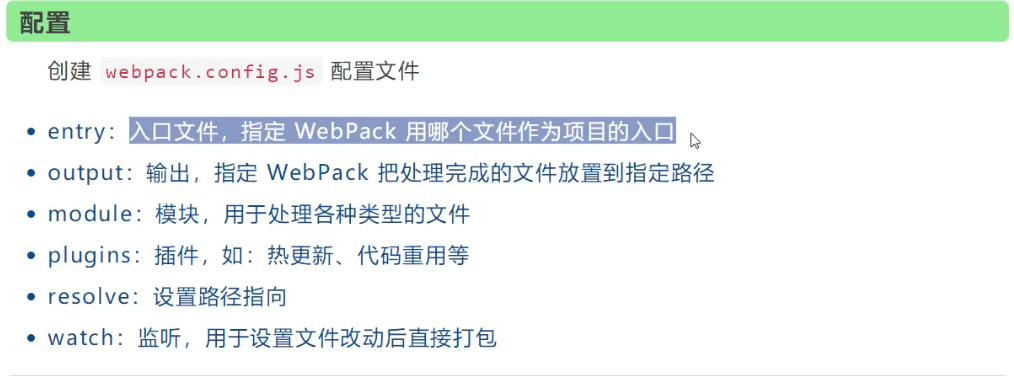 配置
创建 webpack.config.js 配置文件
• entry：入口文件，指定 WebPack 用哪个文件作为项目的入口
• output：输出，指定 WebPack 把处理完成的文件放置到指定路径
• module：模块，用于处理各种类型的文件
• plugins：插件，如：热更新、代码重用等
• resolve：设置路径指向
• watch：监听，用于设置文件改动后直接打包